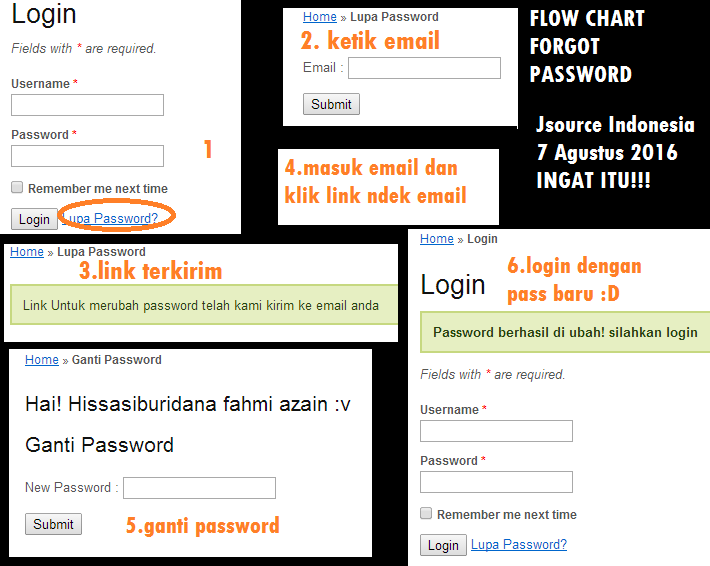 Login
Fields with * are required.
Username *
Password *
1
Remember me next time
Login Lupa Password?
Home » Lupa Password
2. ketik email
Email :
Submit
FLOW CHART
FORGOT
PASSWORD
Jsource Indonesia
7 Agustus 2016
INGAT ITU!!!
Home » Lupa Password
3.link terkirim
Link Untuk merubah password telah kami kirim ke email anda
4.masuk email dan
klik link ndek email
Home » Ganti Password
Hai! Hissasiburidana fahmi azain :v
Ganti Password
New Password :
Submit
5.ganti password
Home » Login
6.login dengan
pass baru :D
Login
Password berhasil di ubah! silahkan login
Fields with * are required.
Username *
Password *
Remember me next time
Login Lupa Password?